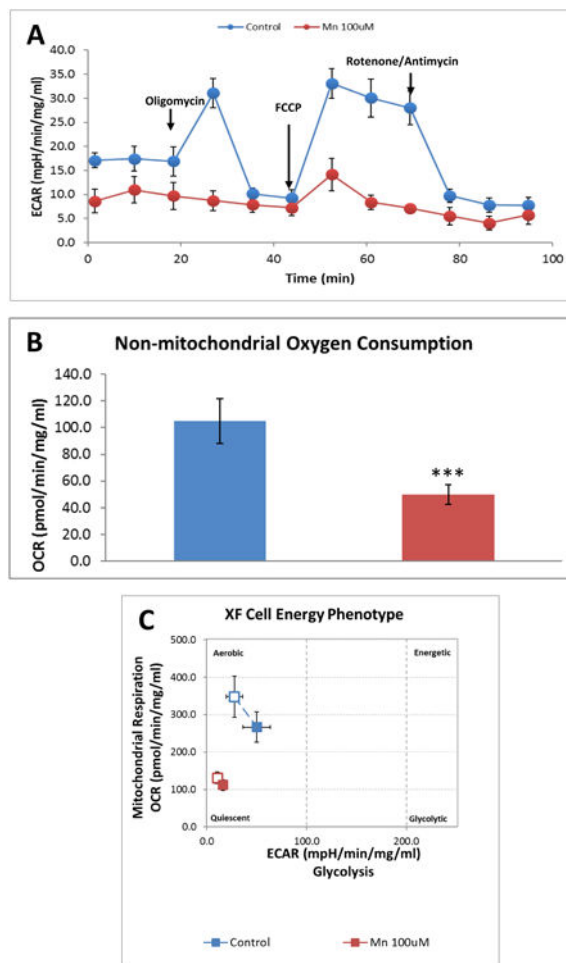 A
Control
Mn 100uM
ECAR (mpH/min/mg/ml)
40.0
35.0
30.0
25.0
20.0
15.0
10.0
5.0
0.0
Oligomycin
FCCP
Rotenone/Antimycin
0
20
40
60
80
100
Time (min)
B
Non-mitochondrial Oxygen Consumption
OCR (pmol/min/mg/ml)
140.0
120.0
100.0
80.0
60.0
40.0
20.0
0.0
***
C
XF Cell Energy Phenotype
Mitochondrial Respiration
OCR (pmol/min/mg/ml)
500.0
400.0
300.0
200.0
100.0
0.0
Aerobic
Energetic
Quiescent
Glycolytic
0.0
100.0
200.0
ECAR (mpH/min/mg/ml)
Glycolysis
Control
Mn 100uM